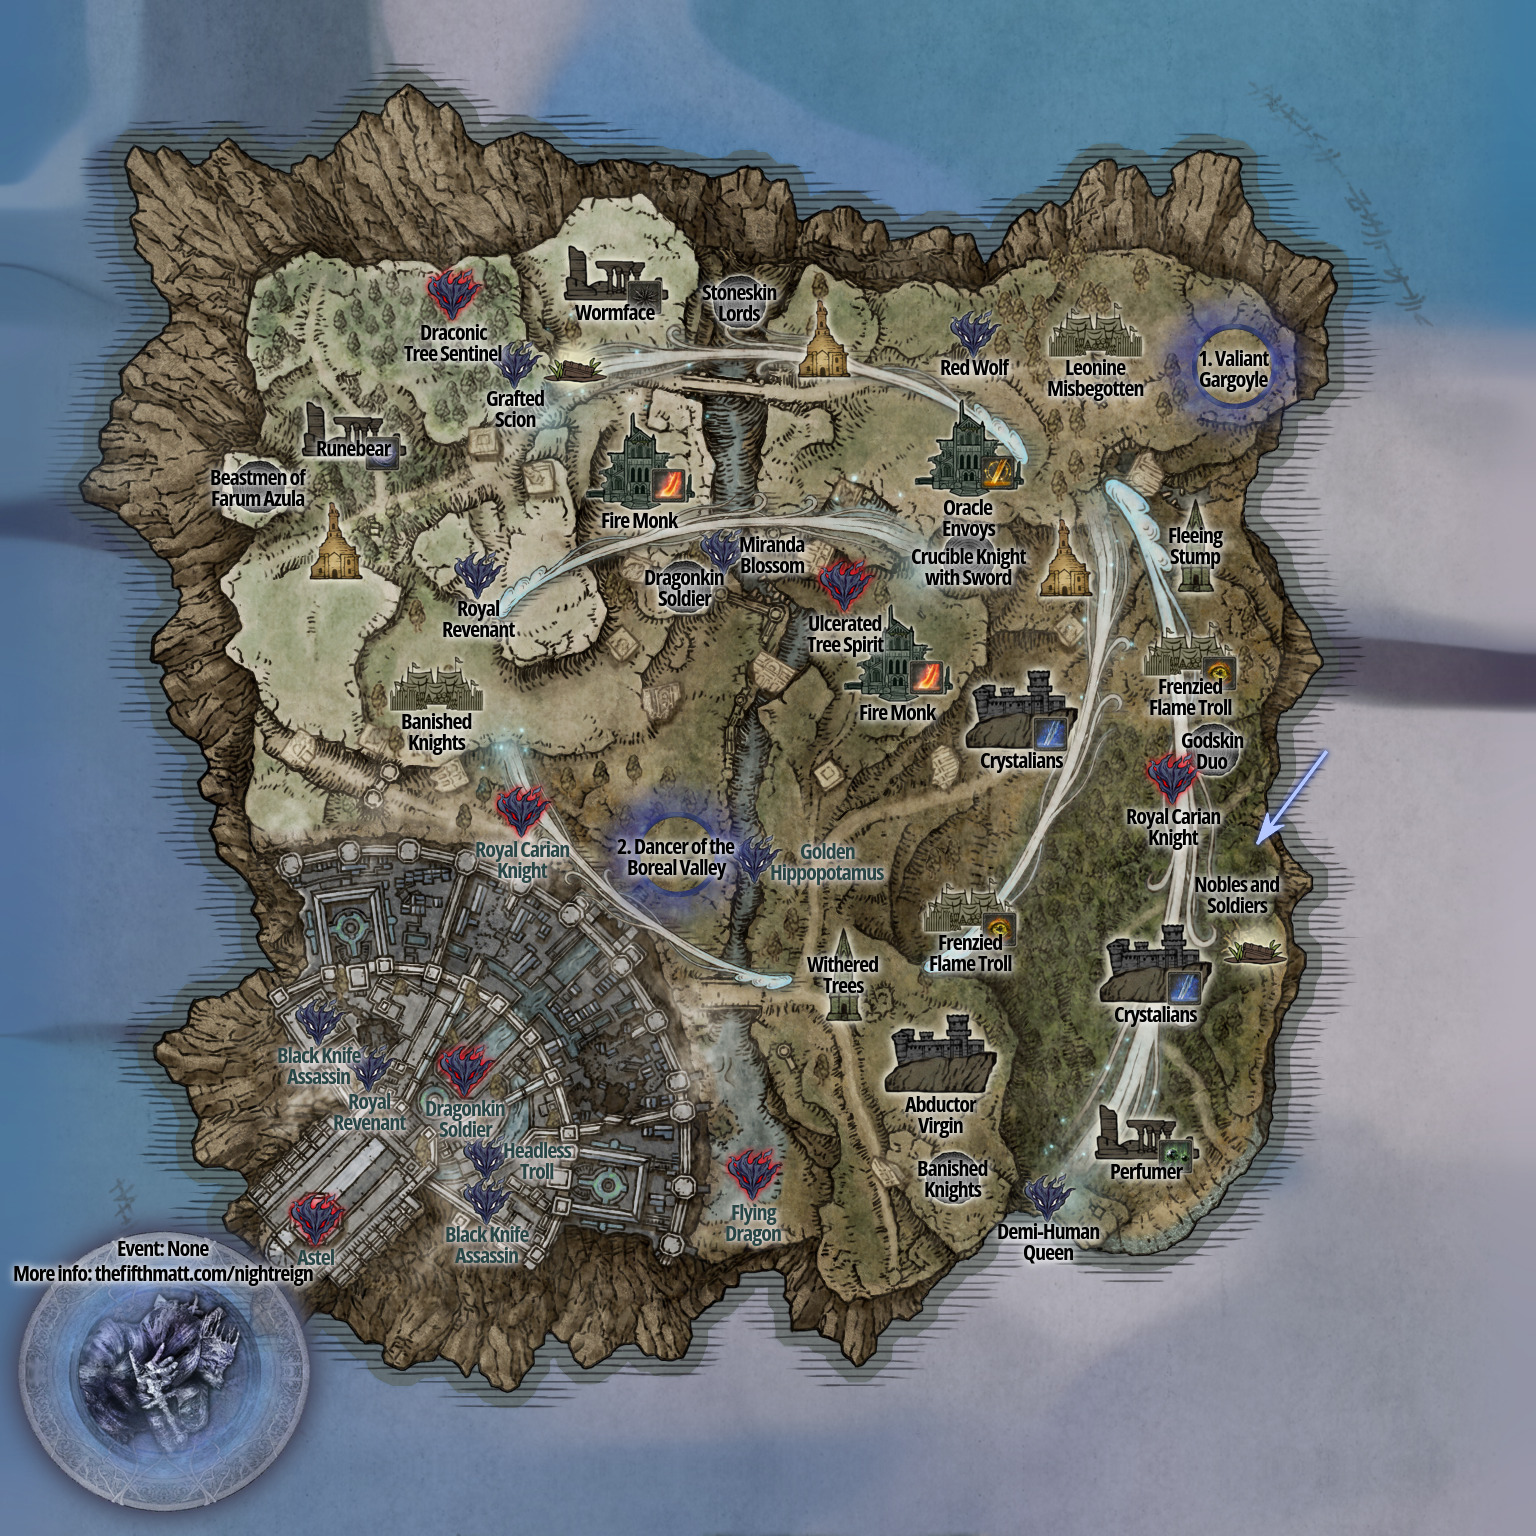 Draconic
Tree Sentinel
Wormface
Stoneskin
Lords
Grafted
Scion
Red Wolf
Leonine
Misbegotten
1. Valiant
Gargoyle
Runebear
Beastmen of
Farum Azula
Fire Monk
Oracle
Envoys
Crucible Knight
with Sword
Fleeing
Stump
Miranda
Blossom
Dragonkin
Soldier
Royal
Revenant
Ulcerated
Tree Spirit
Fire Monk
Frenzied
Flame Troll
Banished
Knights
Crystalians
Godskin
Duo
Royal Carian
Knight
Royal Carian
Knight
2. Dancer of the
Boreal Valley
Golden
Hippopotamus
Nobles and
Soldiers
Frenzied
Flame Troll
Withered
Trees
Crystalians
Black Knife
Assassin
Royal
Revenant
Dragonkin
Soldier
Headless
Troll
Abductor
Virgin
Banished
Knights
Perfumer
Flying
Dragon
Demi-Human
Queen
Black Knife
Assassin
Astel
Event: None
More info: thefifthmatt.com/nightreign